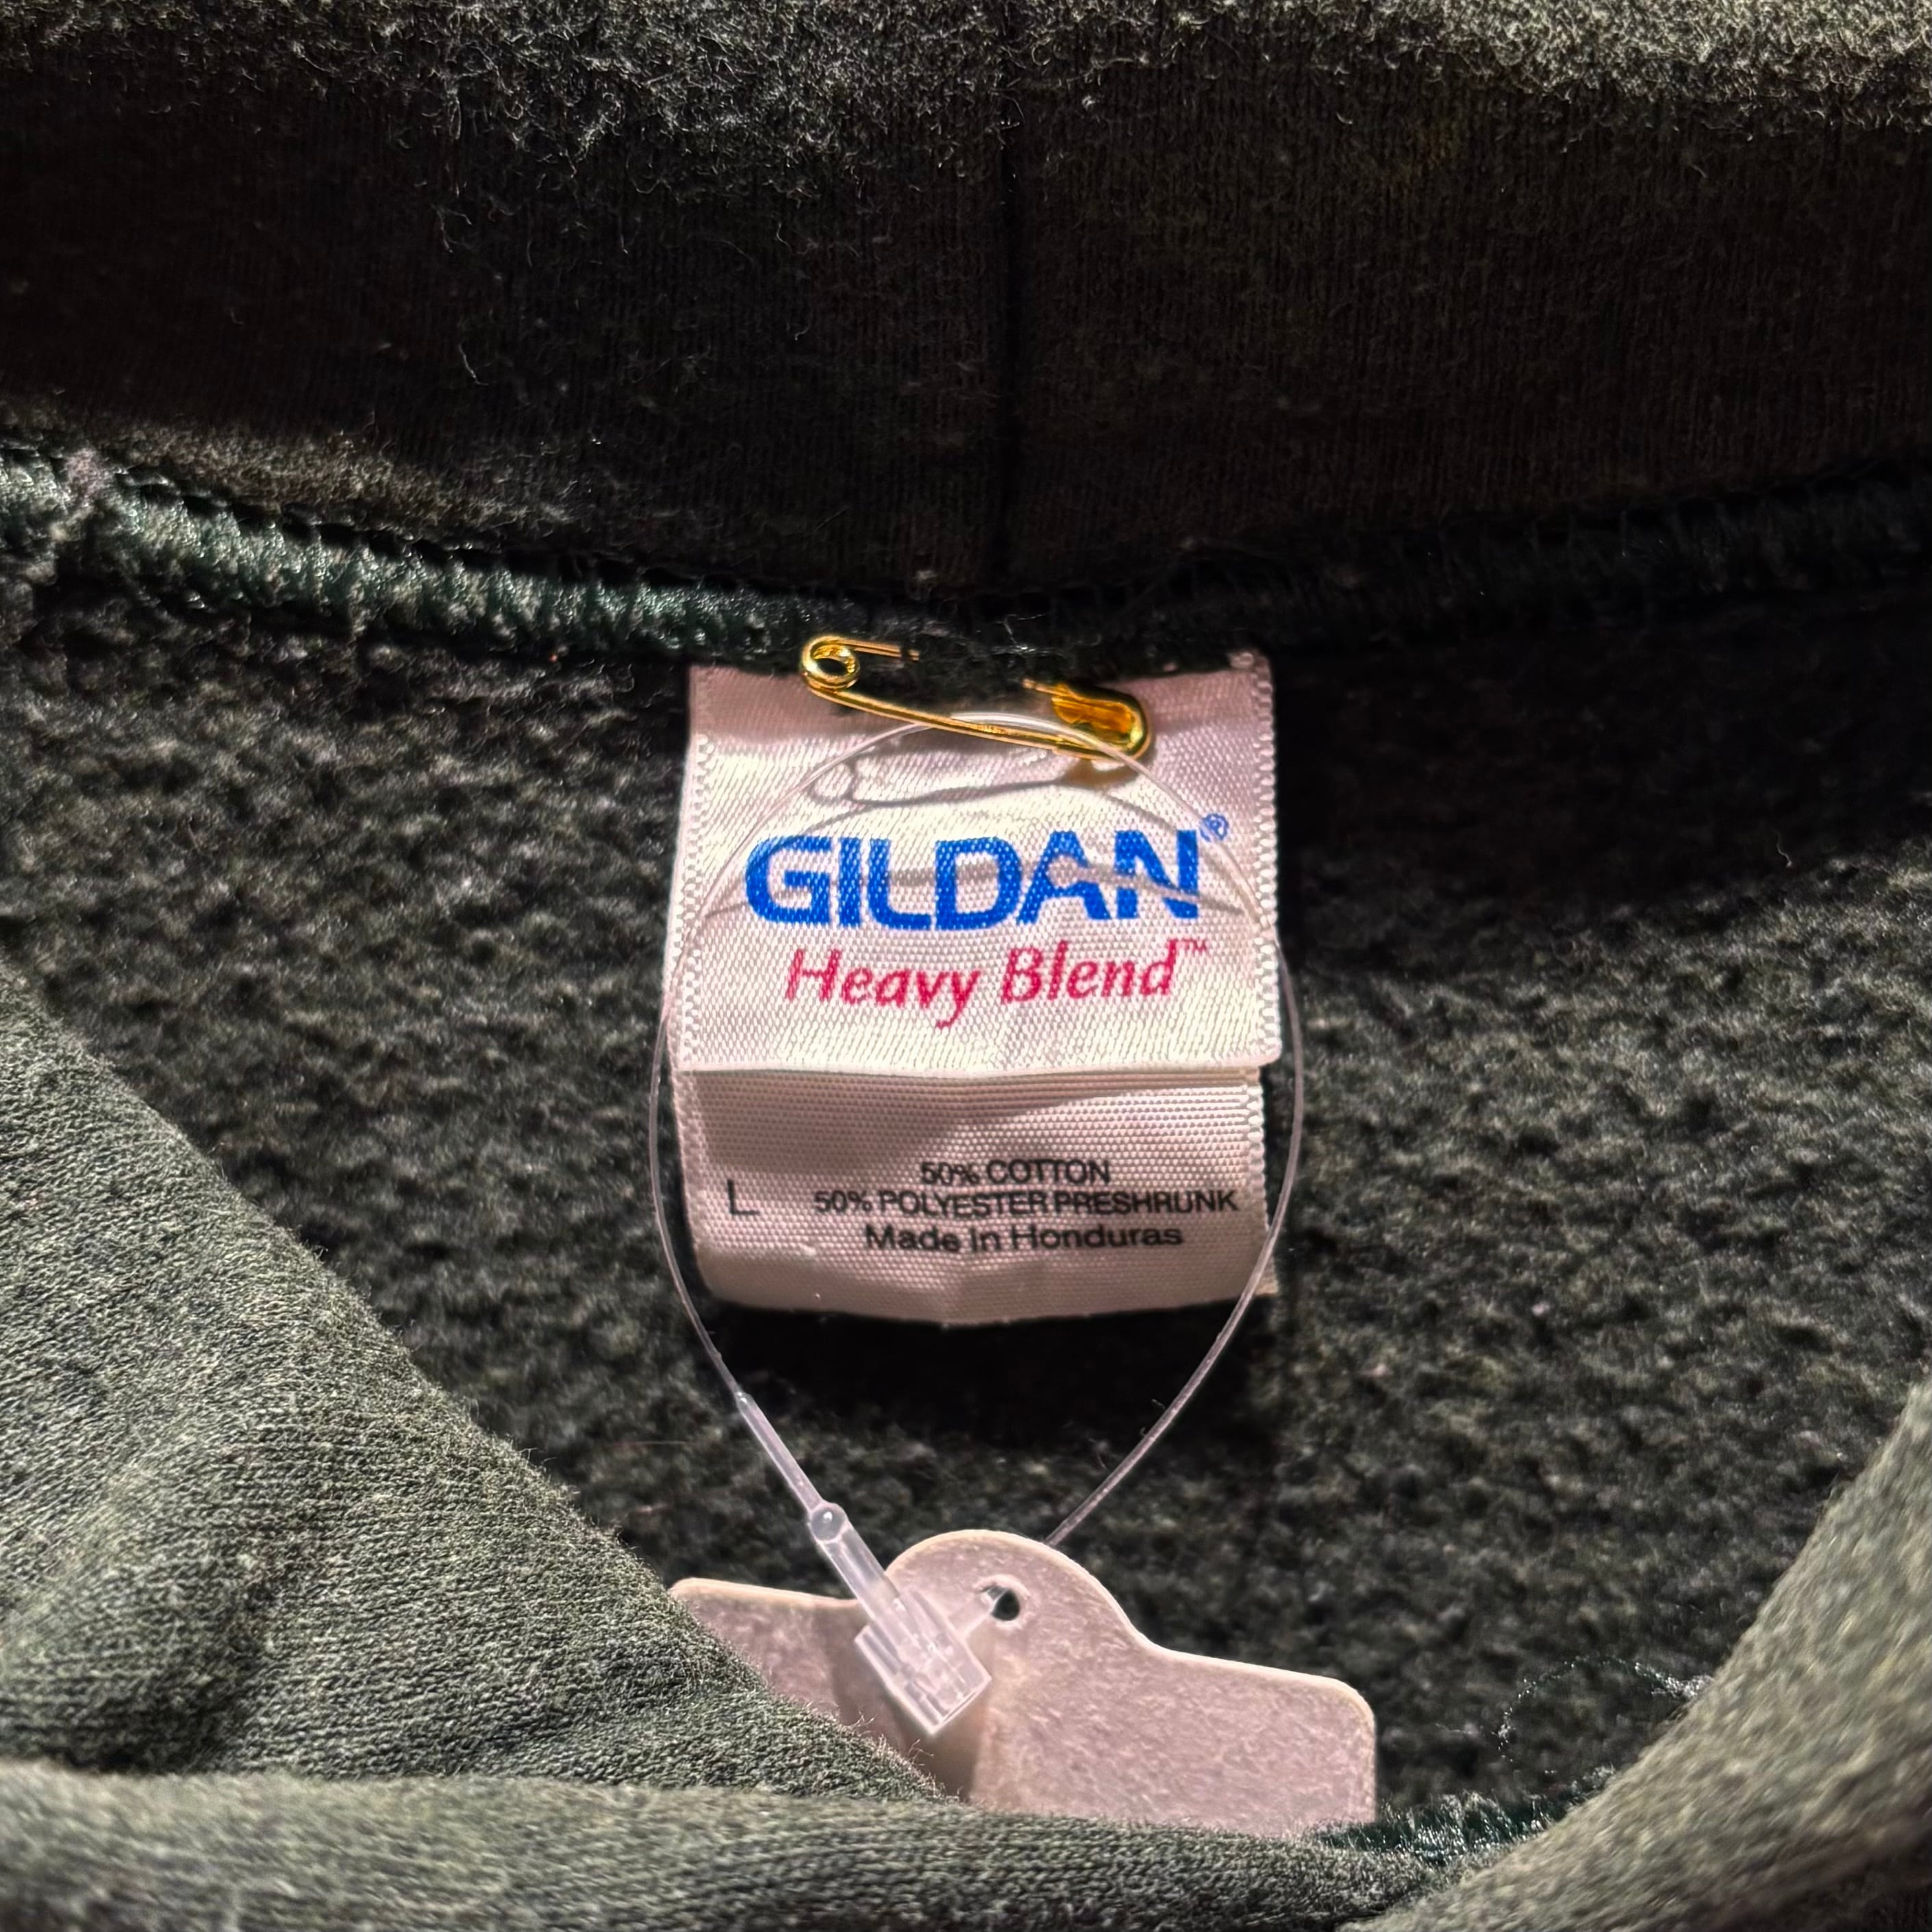 GILDAN®
Heavy Blend™
50% COTTON
L 50% POLYESTER PRESHRUNK
Made In Honduras